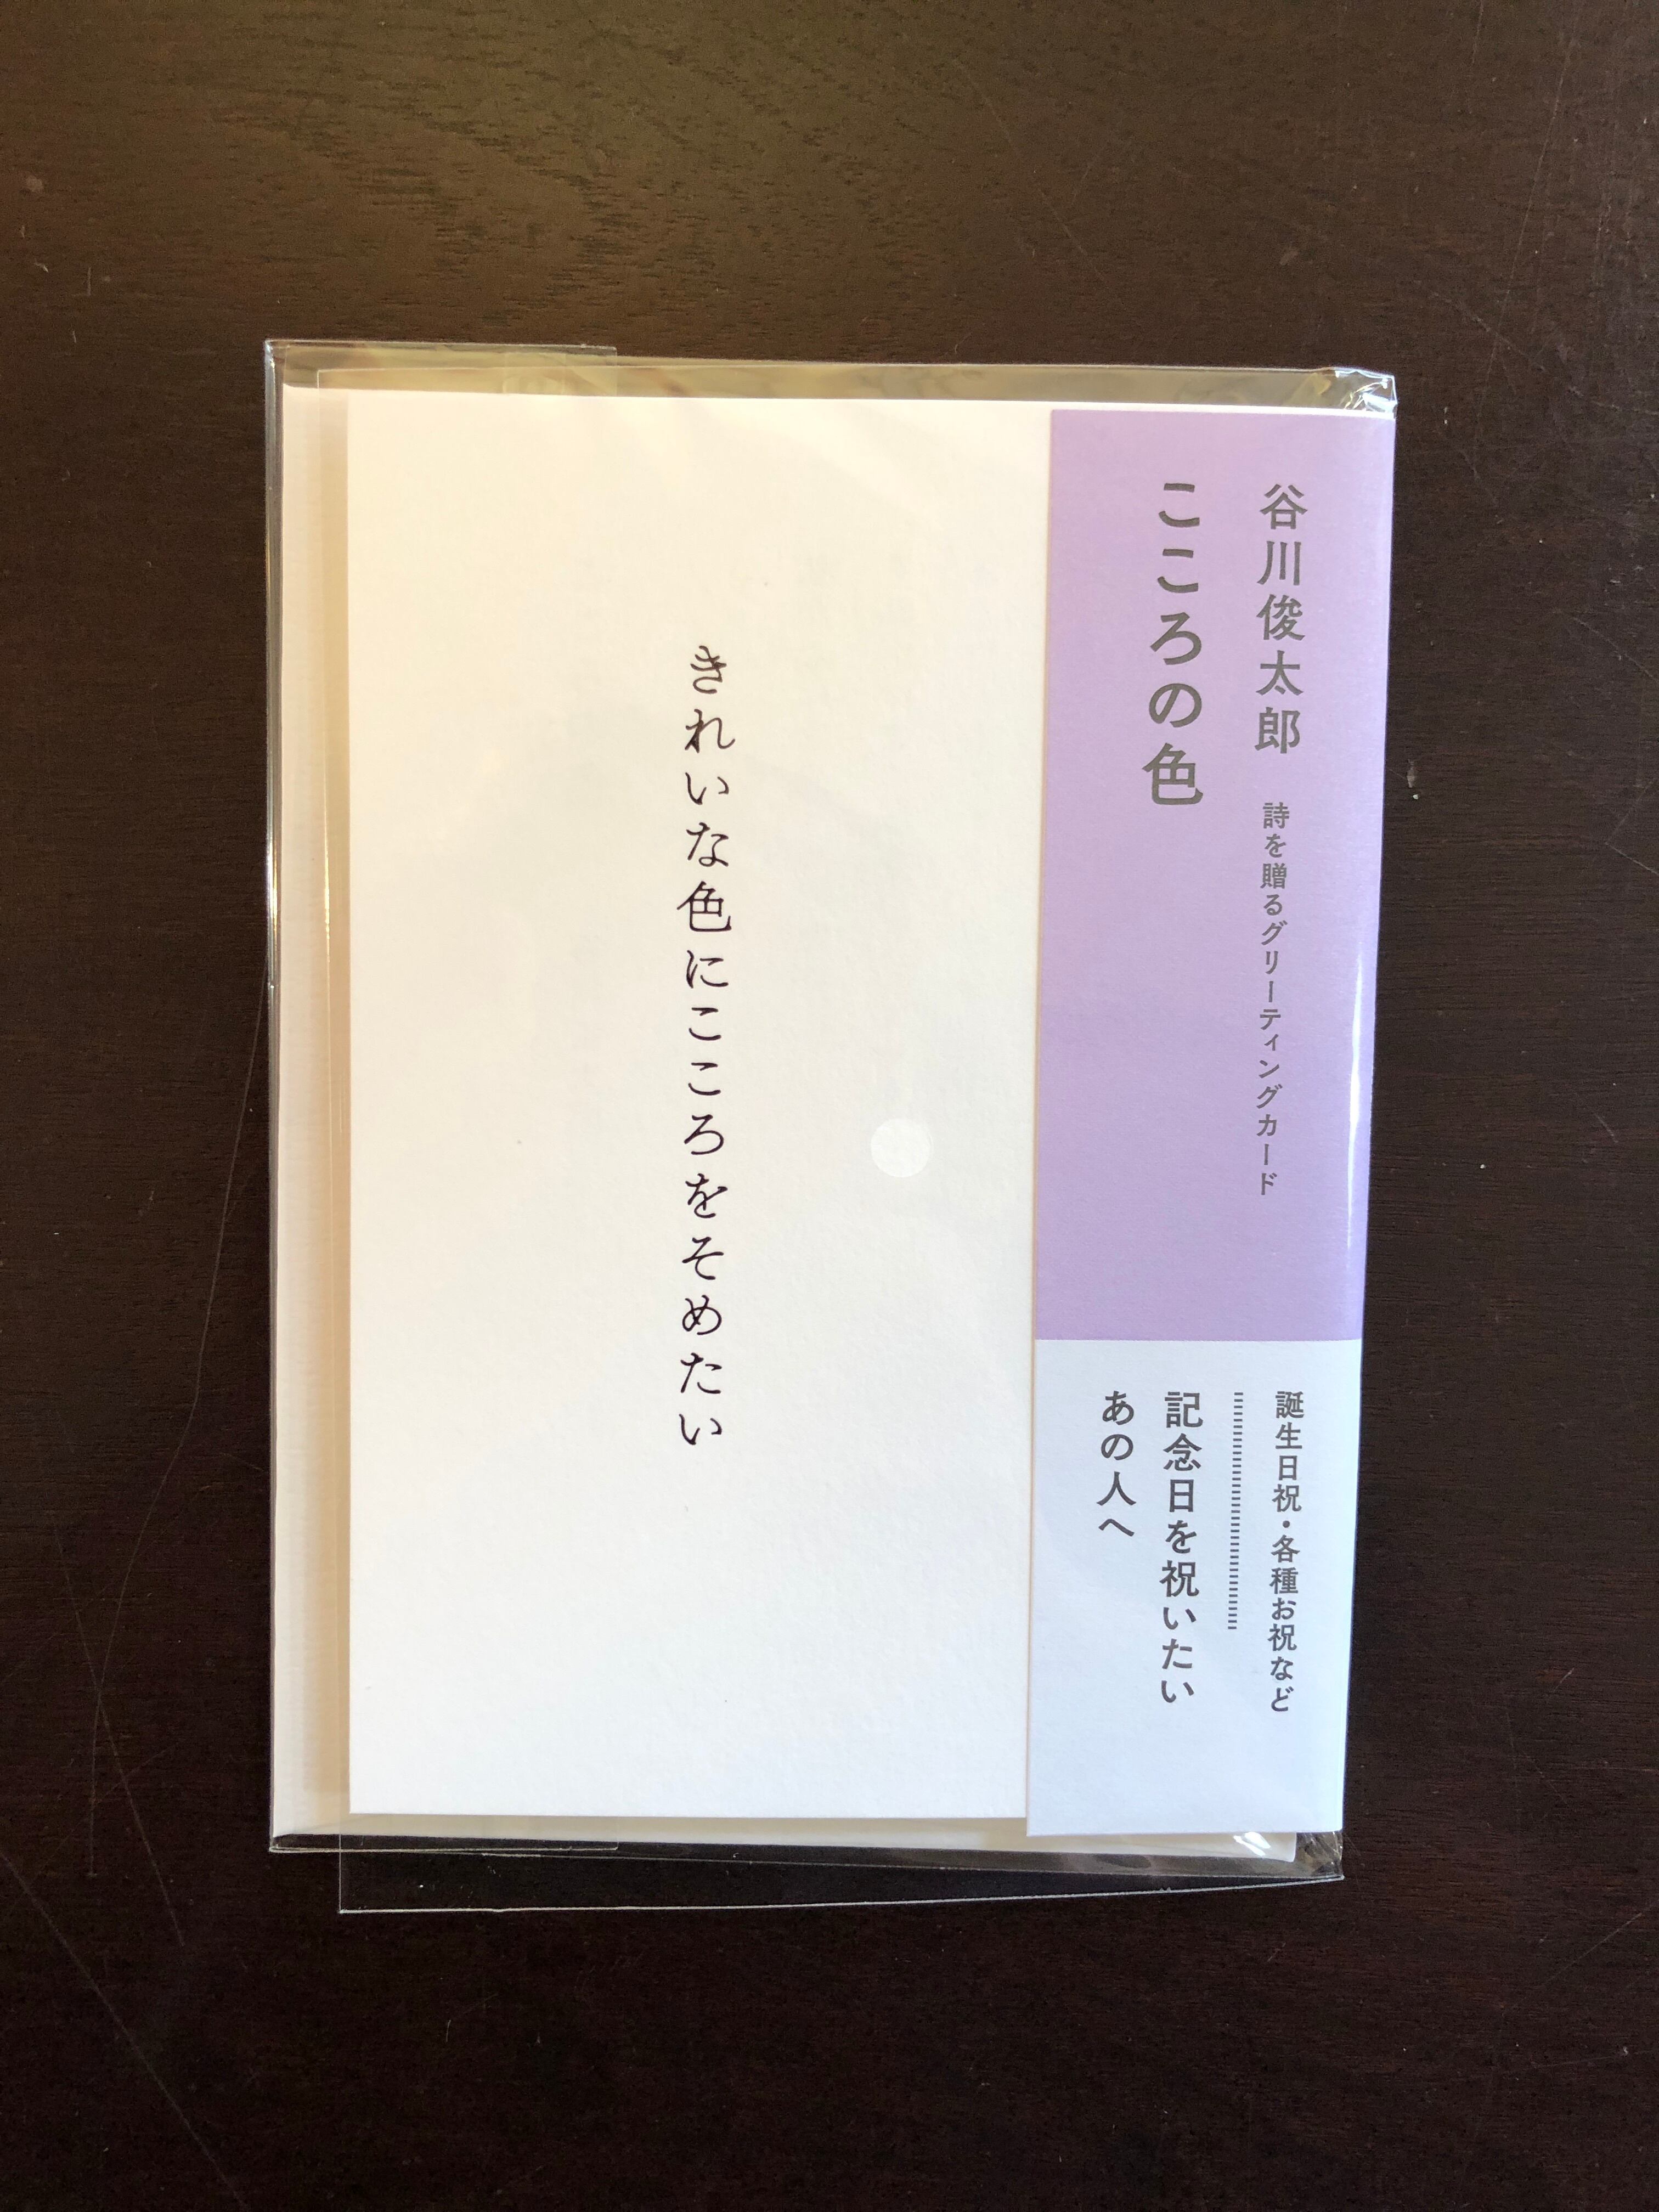 谷川俊太郎 詩を贈るグリーティングカード
こころの色
誕生日祝・各種お祝など
記念日を祝いたい
あの人へ
きれいな色にこころをそめたい